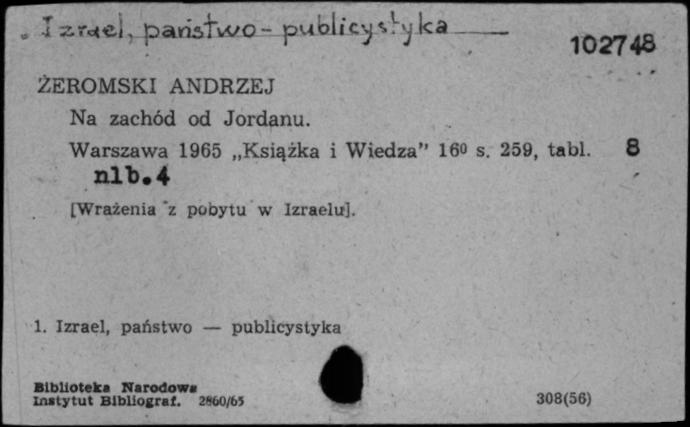 Izrael, państwo - publicystyka
102748
ŻEROMSKI ANDRZEJ
Na zachód od Jordanu.
Warszawa 1965 „Książka i Wiedza” 16⁰ s. 259, tabl. 8
nlb. 4
[Wrażenia z pobytu w Izraelu].
1. Izrael, państwo — publicystyka
Biblioteka Narodowa
Instytut Bibliograf. 2860/65
308(56)